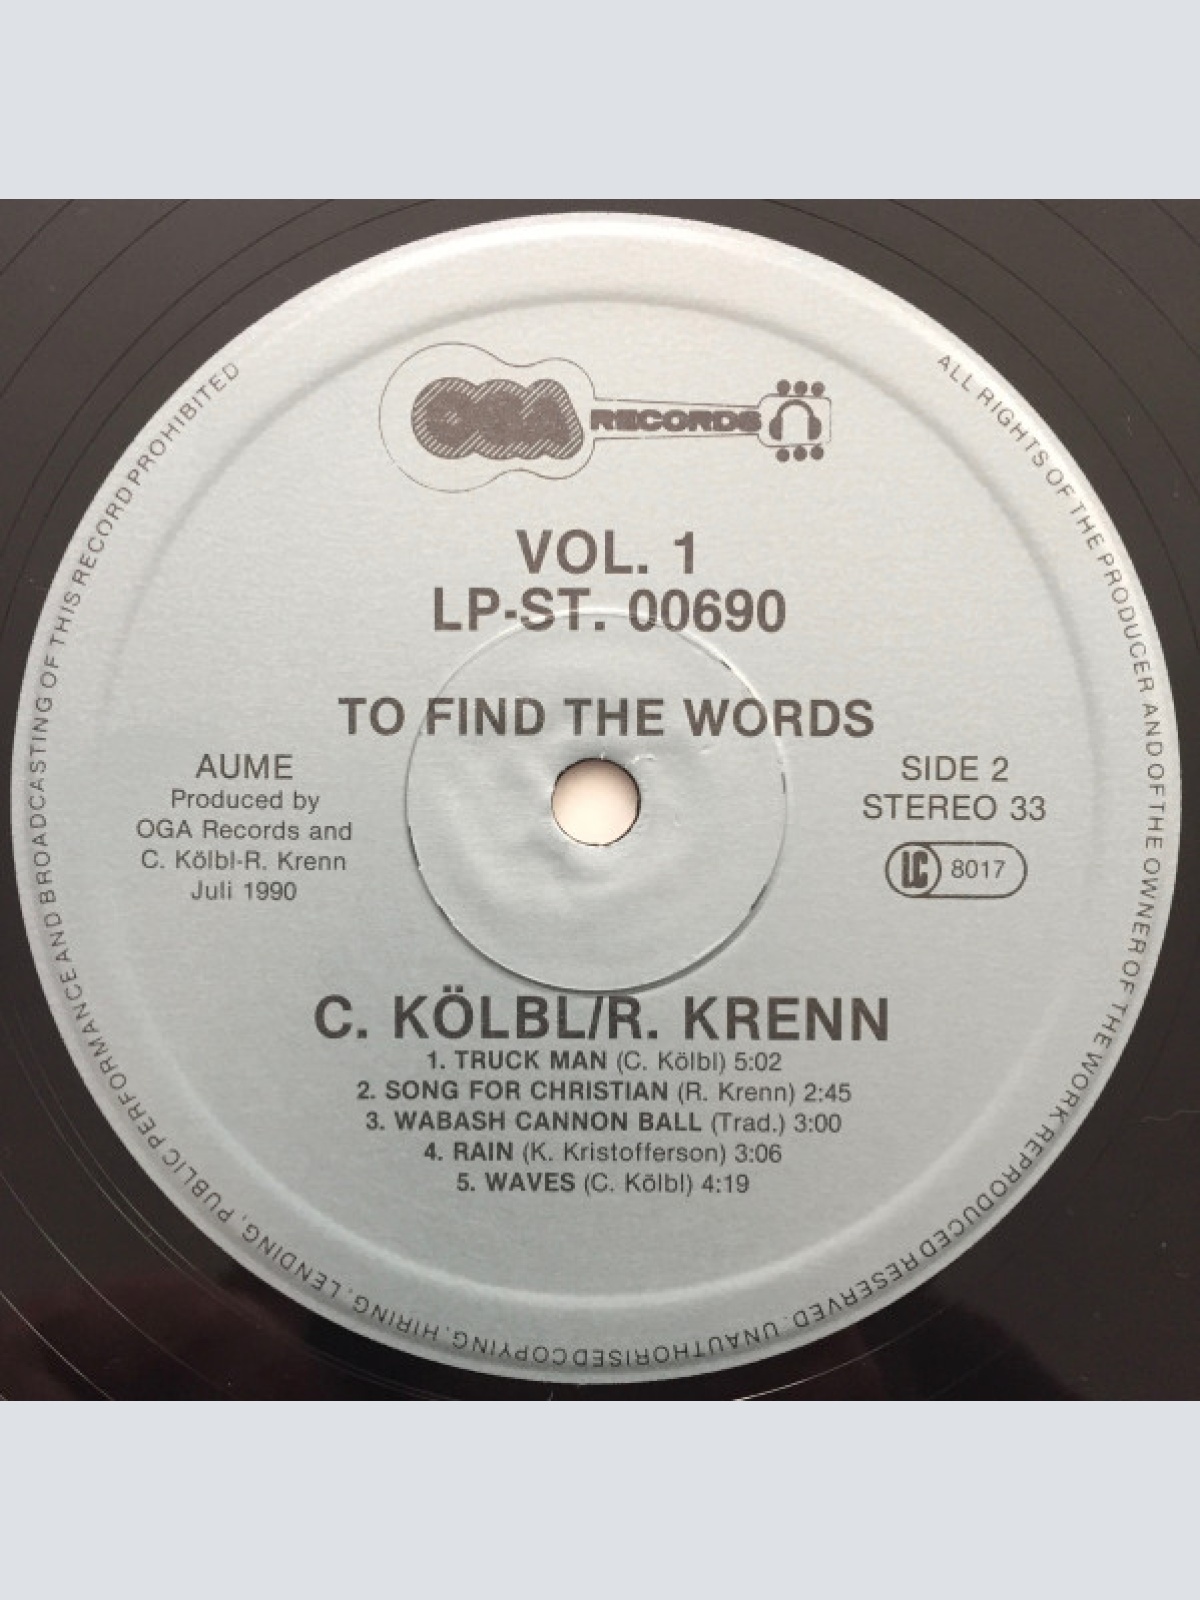 OGA RECORDS
VOL. 1
LP-ST. 00690
TO FIND THE WORDS
AUME
Produced by
OGA Records and
C. Kölbl-R. Krenn
Juli 1990
SIDE 2
STEREO 33
LC 8017
C. KÖLBL/R. KRENN
1. TRUCK MAN (C. Kölbl) 5:02
2. SONG FOR CHRISTIAN (R. Krenn) 2:45
3. WABASH CANNON BALL (Trad.) 3:00
4. RAIN (K. Kristofferson) 3:06
5. WAVES (C. Kölbl) 4:19
ALL RIGHTS OF THE PRODUCER AND OF THE OWNER OF THE WORK REPRODUCED RESERVED. UNAUTHORISED COPYING, HIRING, LENDING, PUBLIC PERFORMANCE AND BROADCASTING OF THIS RECORD PROHIBITED